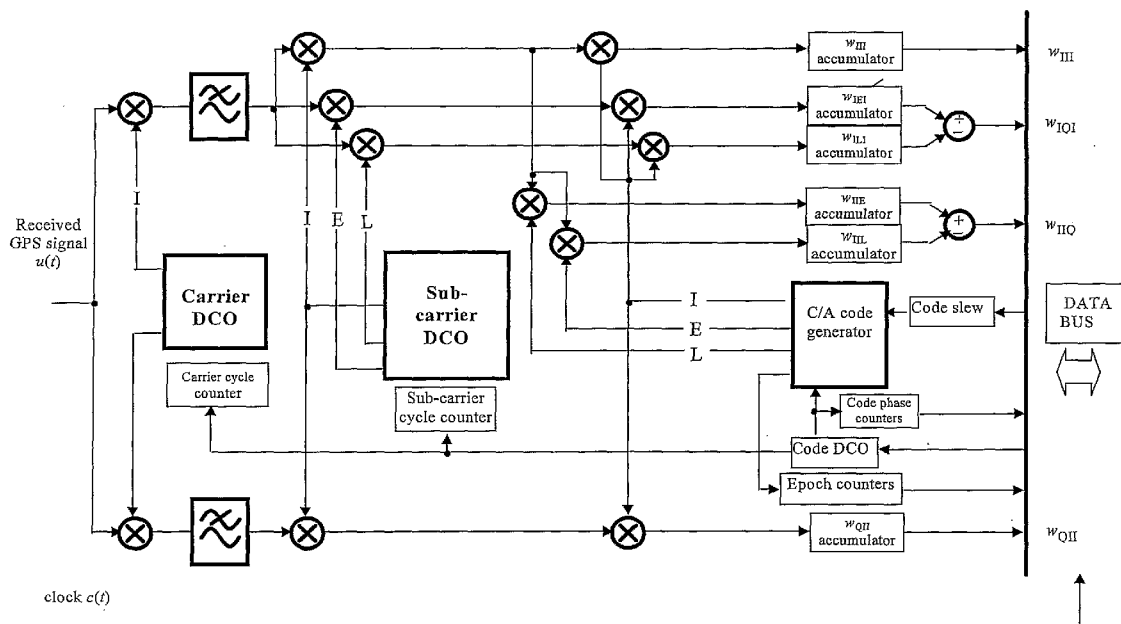 w_III
accumulator
w_III
w_IEI
accumulator
w_IQI
w_ILI
accumulator
w_IIE
accumulator
w_IIQ
w_IIL
accumulator
I
I
E
L
Received
GPS signal
u(t)
Carrier
DCO
Sub-
carrier
DCO
I
E
L
C/A code
generator
Code slew
DATA
BUS
Carrier cycle
counter
Sub-carrier
cycle counter
Code phase
counters
Code DCO
Epoch counters
w_QII
accumulator
w_QII
clock c(t)